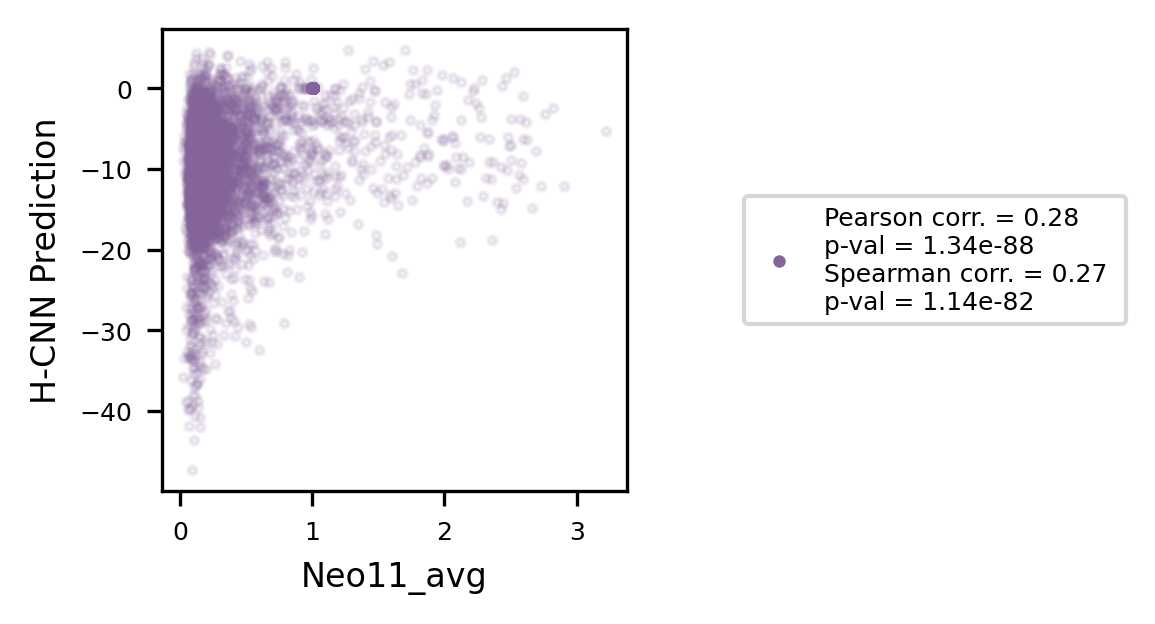 0
−10
−20
−30
−40
H-CNN Prediction
0 1 2 3
Neo11_avg
Pearson corr. = 0.28
p-val = 1.34e-88
Spearman corr. = 0.27
p-val = 1.14e-82